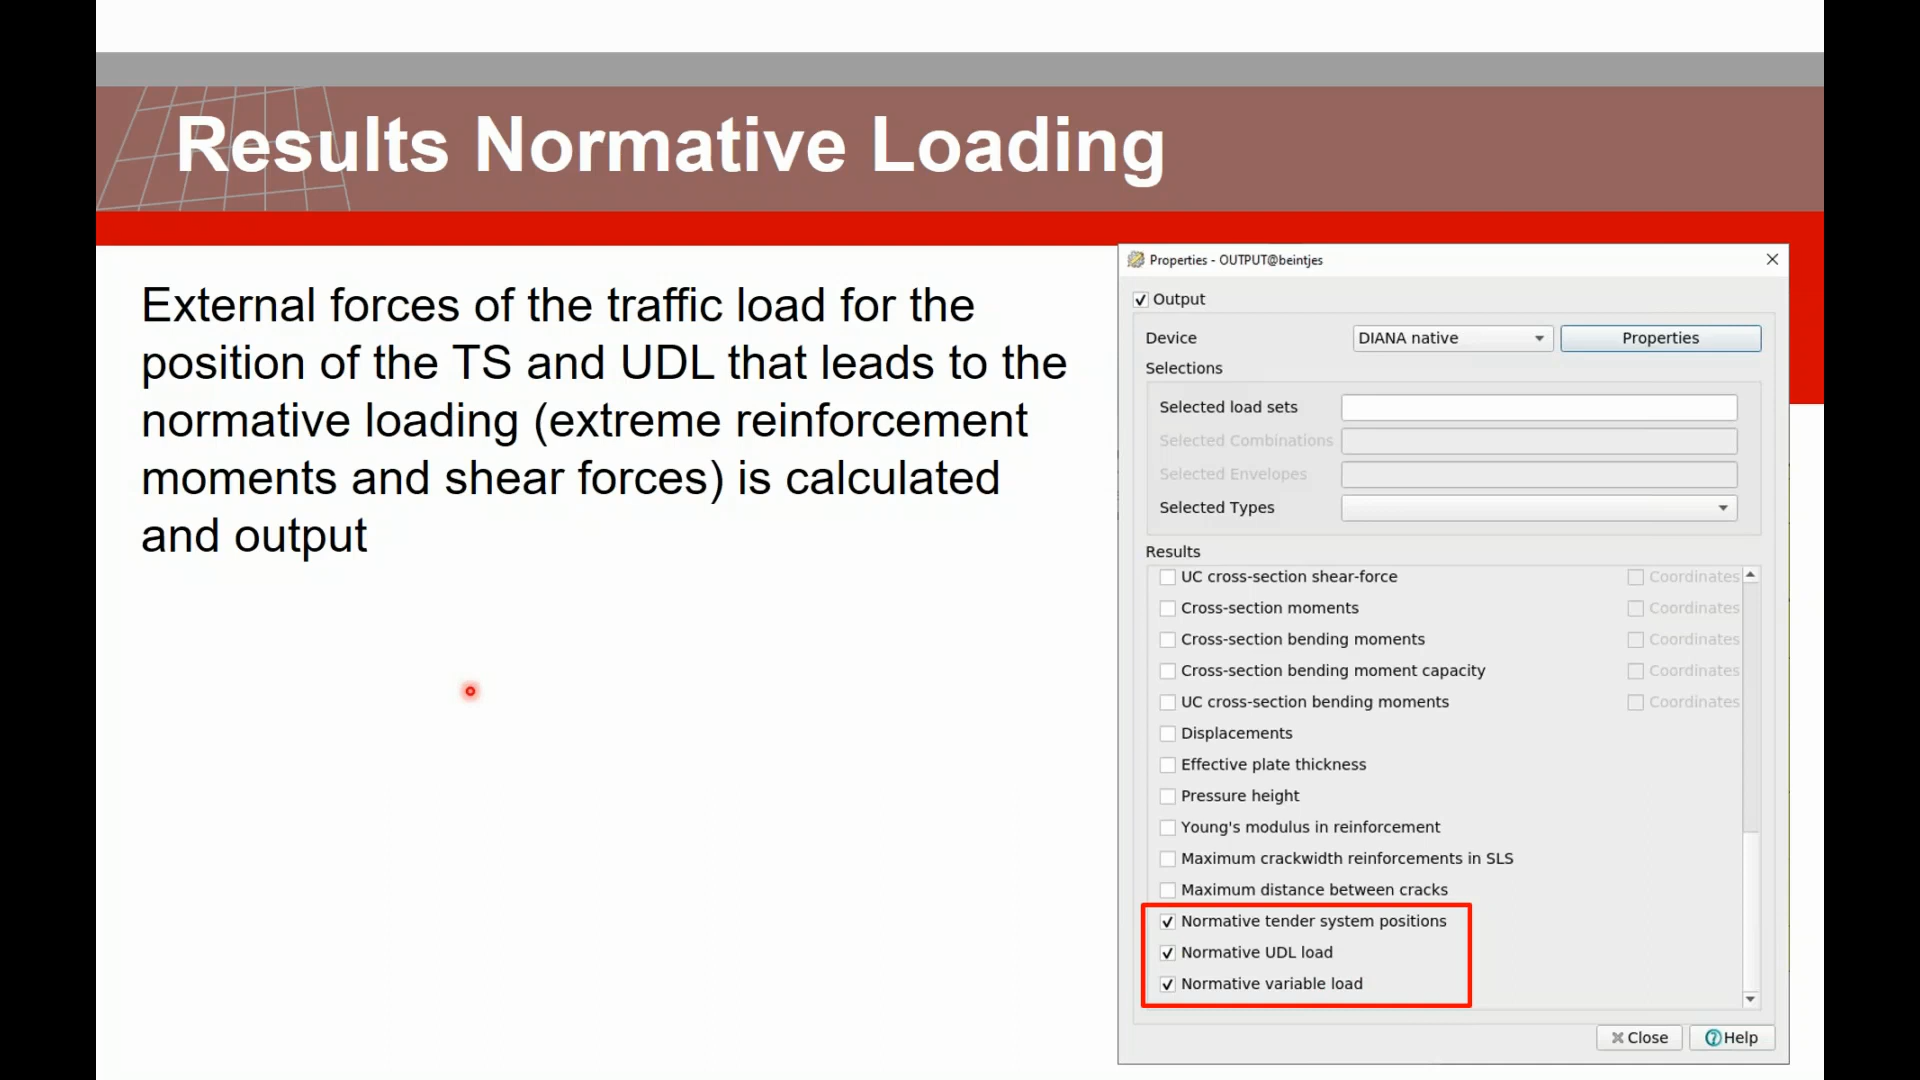 Results Normative Loading
External forces of the traffic load for the
position of the TS and UDL that leads to the
normative loading (extreme reinforcement
moments and shear forces) is calculated
and output
Properties - OUTPUT@beintjes
Output
Device DIANA native Properties
Selections
Selected load sets
Selected Combinations
Selected Envelopes
Selected Types
Results
UC cross-section shear-force Coordinates
Cross-section moments Coordinates
Cross-section bending moments Coordinates
Cross-section bending moment capacity Coordinates
UC cross-section bending moments Coordinates
Displacements
Effective plate thickness
Pressure height
Young's modulus in reinforcement
Maximum crackwidth reinforcements in SLS
Maximum distance between cracks
Normative tender system positions
Normative UDL load
Normative variable load
Close Help